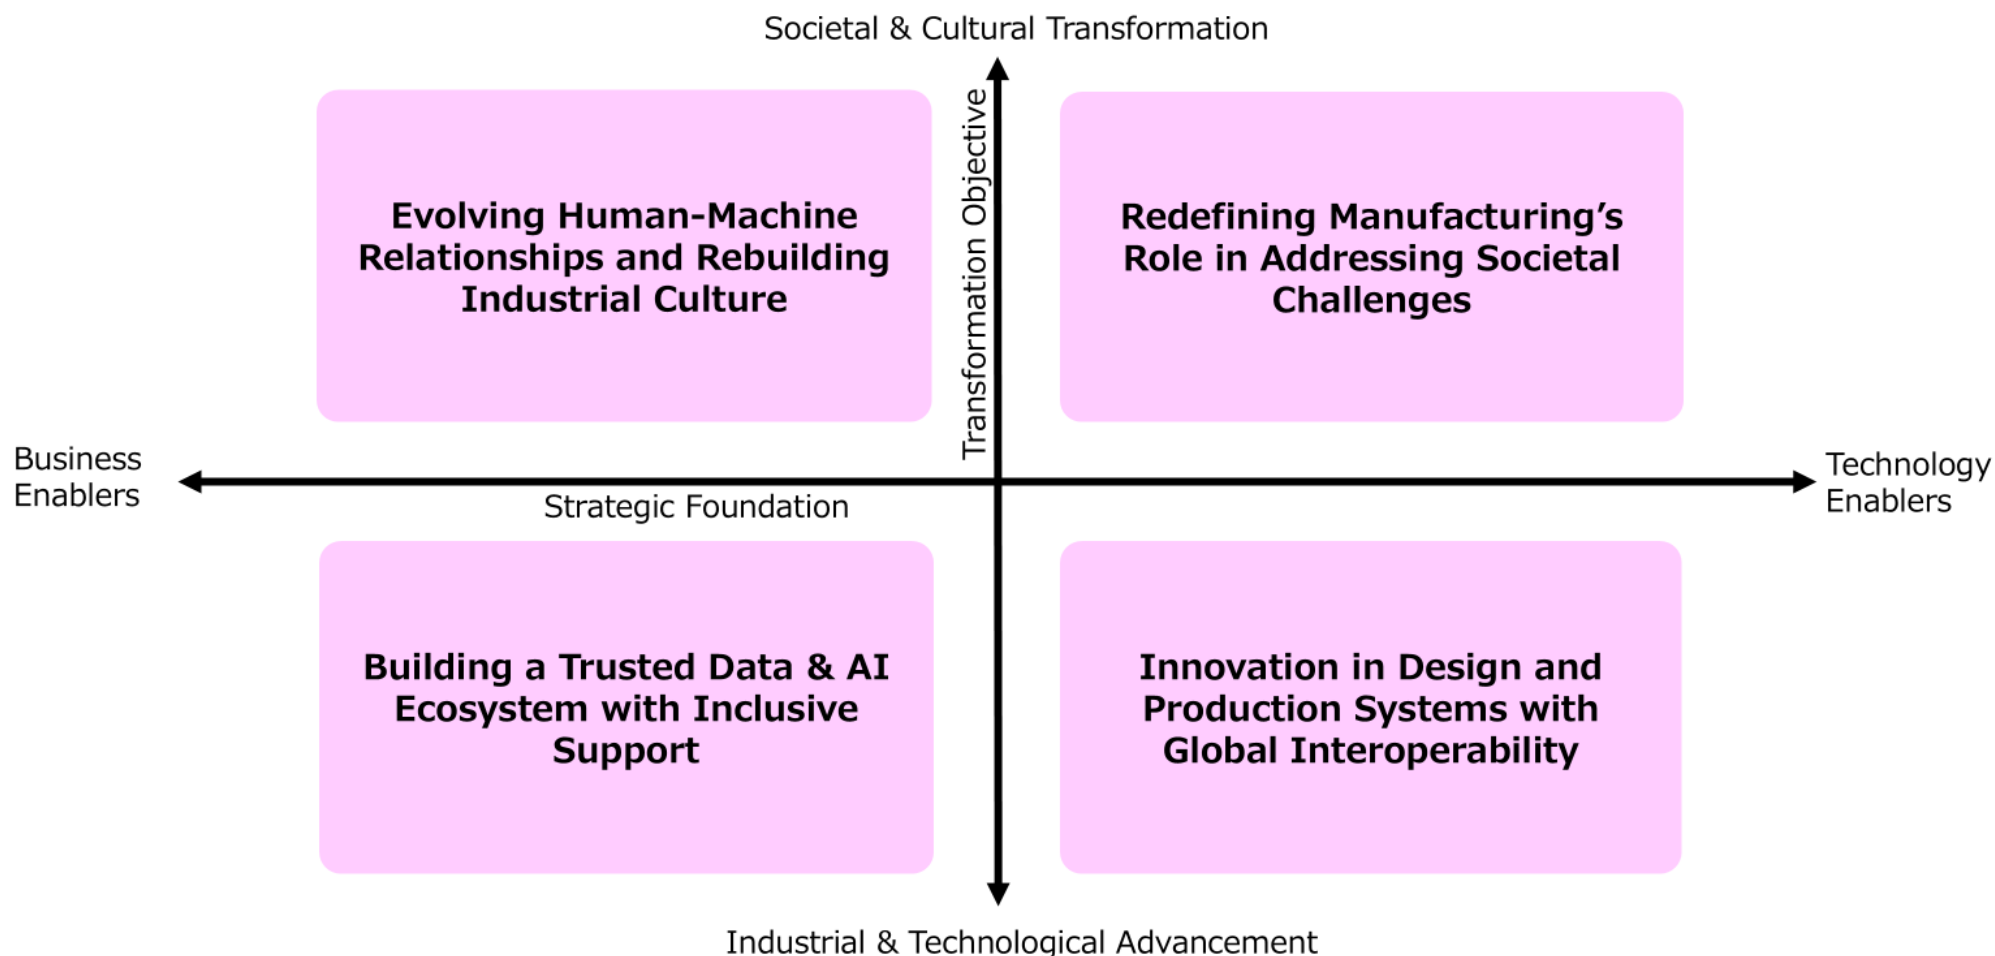 Societal & Cultural Transformation
Transformation Objective
Evolving Human-Machine
Relationships and Rebuilding
Industrial Culture
Redefining Manufacturing’s
Role in Addressing Societal
Challenges
Business
Enablers
Strategic Foundation
Technology
Enablers
Building a Trusted Data & AI
Ecosystem with Inclusive
Support
Innovation in Design and
Production Systems with
Global Interoperability
Industrial & Technological Advancement